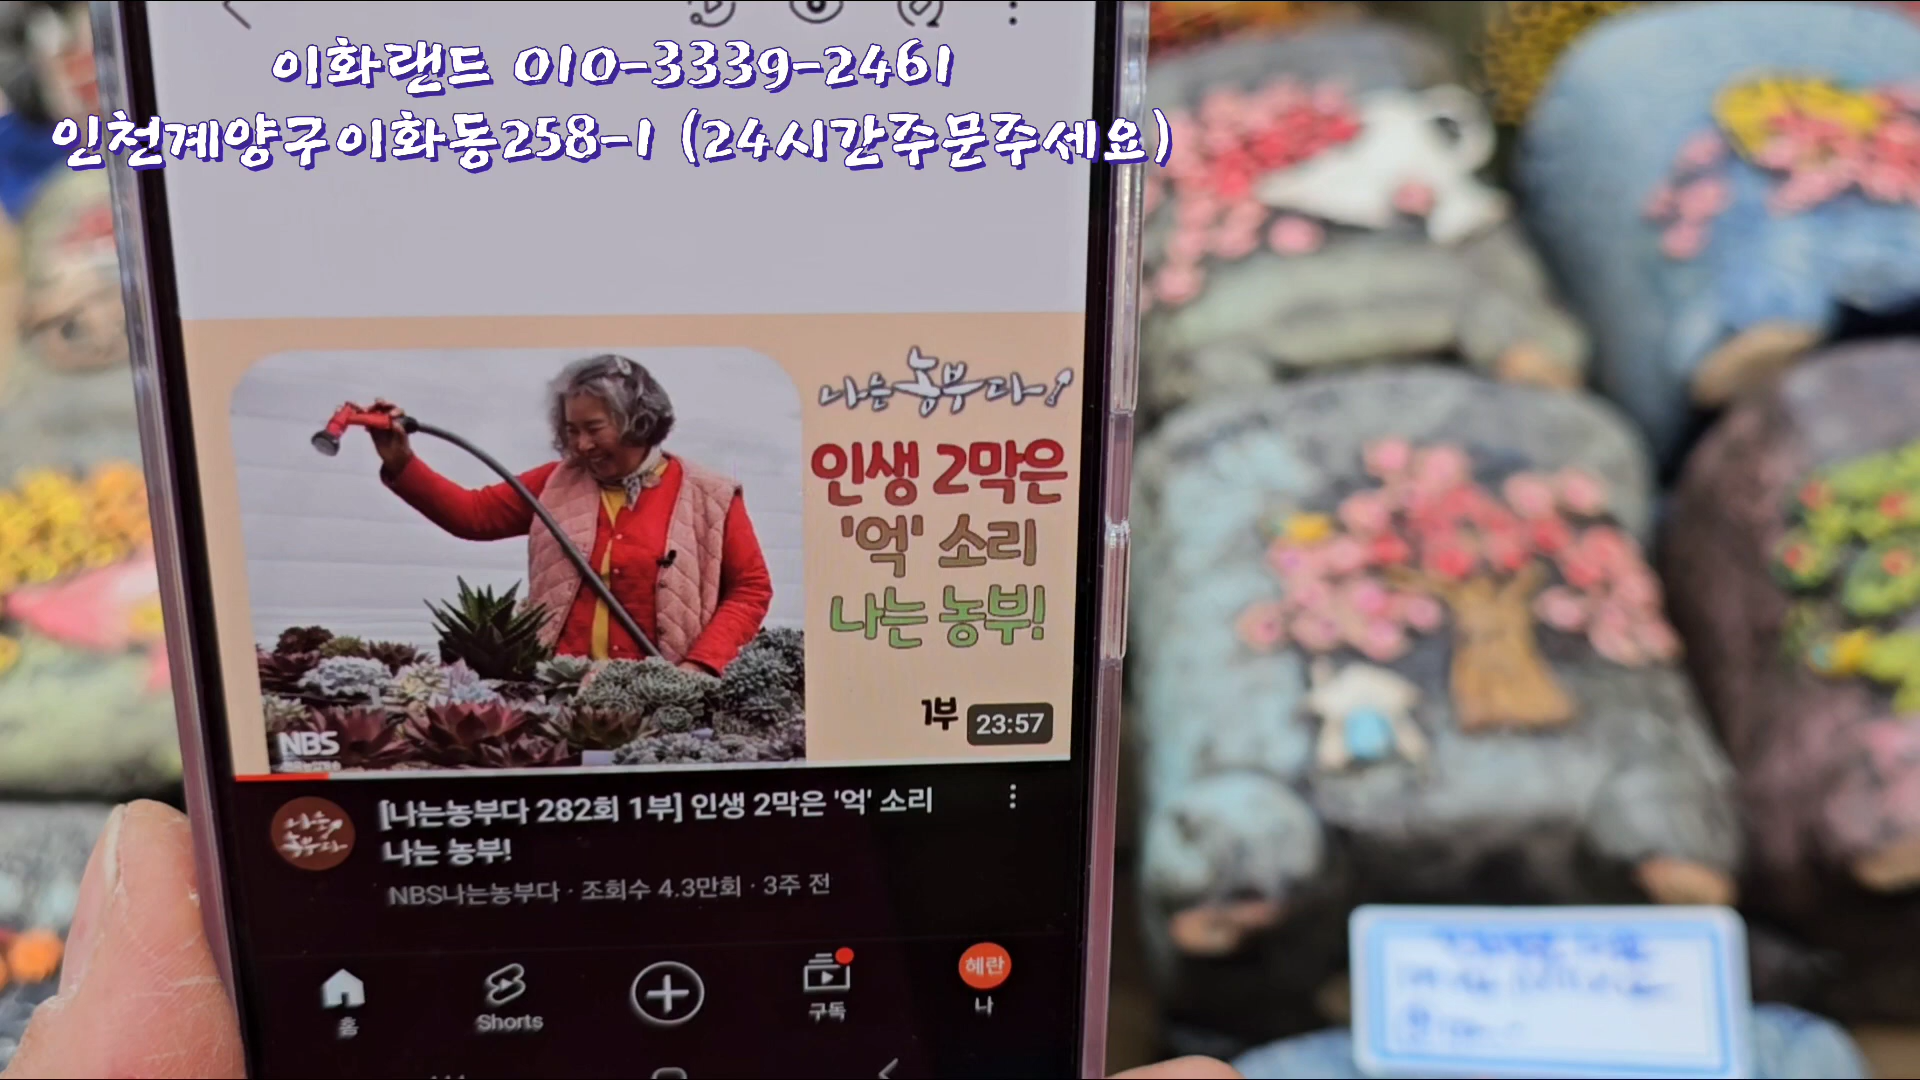 이화랜드 010-3339-2461
인천계양구이화동258-1 (24시간주문주세요)
나는농부다!
인생 2막은
'억' 소리
나는 농부!
1부
23:57
NBS
나는
농부다
[나는농부다 282회 1부] 인생 2막은 '억' 소리
나는 농부!
NBS나는농부다 · 조회수 4.3만회 · 3주 전
홈
Shorts
구독
혜란
나